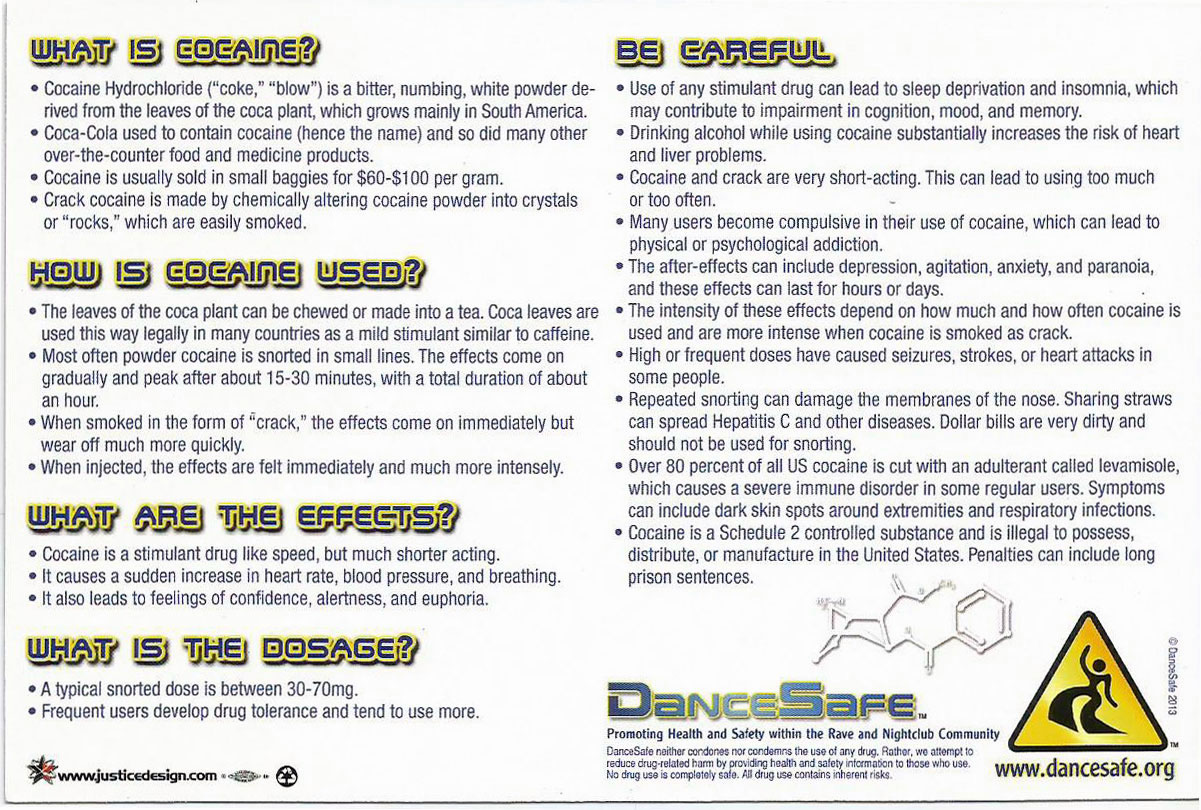 WHAT IS COCAINE?
• Cocaine Hydrochloride (“coke,” “blow”) is a bitter, numbing, white powder de-
rived from the leaves of the coca plant, which grows mainly in South America.
• Coca-Cola used to contain cocaine (hence the name) and so did many other
over-the-counter food and medicine products.
• Cocaine is usually sold in small baggies for $60-$100 per gram.
• Crack cocaine is made by chemically altering cocaine powder into crystals
or “rocks,” which are easily smoked.
HOW IS COCAINE USED?
• The leaves of the coca plant can be chewed or made into a tea. Coca leaves are
used this way legally in many countries as a mild stimulant similar to caffeine.
• Most often powder cocaine is snorted in small lines. The effects come on
gradually and peak after about 15-30 minutes, with a total duration of about
an hour.
• When smoked in the form of “crack,” the effects come on immediately but
wear off much more quickly.
• When injected, the effects are felt immediately and much more intensely.
WHAT ARE THE EFFECTS?
• Cocaine is a stimulant drug like speed, but much shorter acting.
• It causes a sudden increase in heart rate, blood pressure, and breathing.
• It also leads to feelings of confidence, alertness, and euphoria.
WHAT IS THE DOSAGE?
• A typical snorted dose is between 30-70mg.
• Frequent users develop drug tolerance and tend to use more.
www.justicedesign.com
BE CAREFUL
• Use of any stimulant drug can lead to sleep deprivation and insomnia, which
may contribute to impairment in cognition, mood, and memory.
• Drinking alcohol while using cocaine substantially increases the risk of heart
and liver problems.
• Cocaine and crack are very short-acting. This can lead to using too much
or too often.
• Many users become compulsive in their use of cocaine, which can lead to
physical or psychological addiction.
• The after-effects can include depression, agitation, anxiety, and paranoia,
and these effects can last for hours or days.
• The intensity of these effects depend on how much and how often cocaine is
used and are more intense when cocaine is smoked as crack.
• High or frequent doses have caused seizures, strokes, or heart attacks in
some people.
• Repeated snorting can damage the membranes of the nose. Sharing straws
can spread Hepatitis C and other diseases. Dollar bills are very dirty and
should not be used for snorting.
• Over 80 percent of all US cocaine is cut with an adulterant called levamisole,
which causes a severe immune disorder in some regular users. Symptoms
can include dark skin spots around extremities and respiratory infections.
• Cocaine is a Schedule 2 controlled substance and is illegal to possess,
distribute, or manufacture in the United States. Penalties can include long
prison sentences.
DANCESAFE™
Promoting Health and Safety within the Rave and Nightclub Community
DanceSafe neither condones nor condemns the use of any drug. Rather, we attempt to
reduce drug-related harm by providing health and safety information to those who use.
No drug use is completely safe. All drug use contains inherent risks.
© DanceSafe 2013
TM
www.dancesafe.org